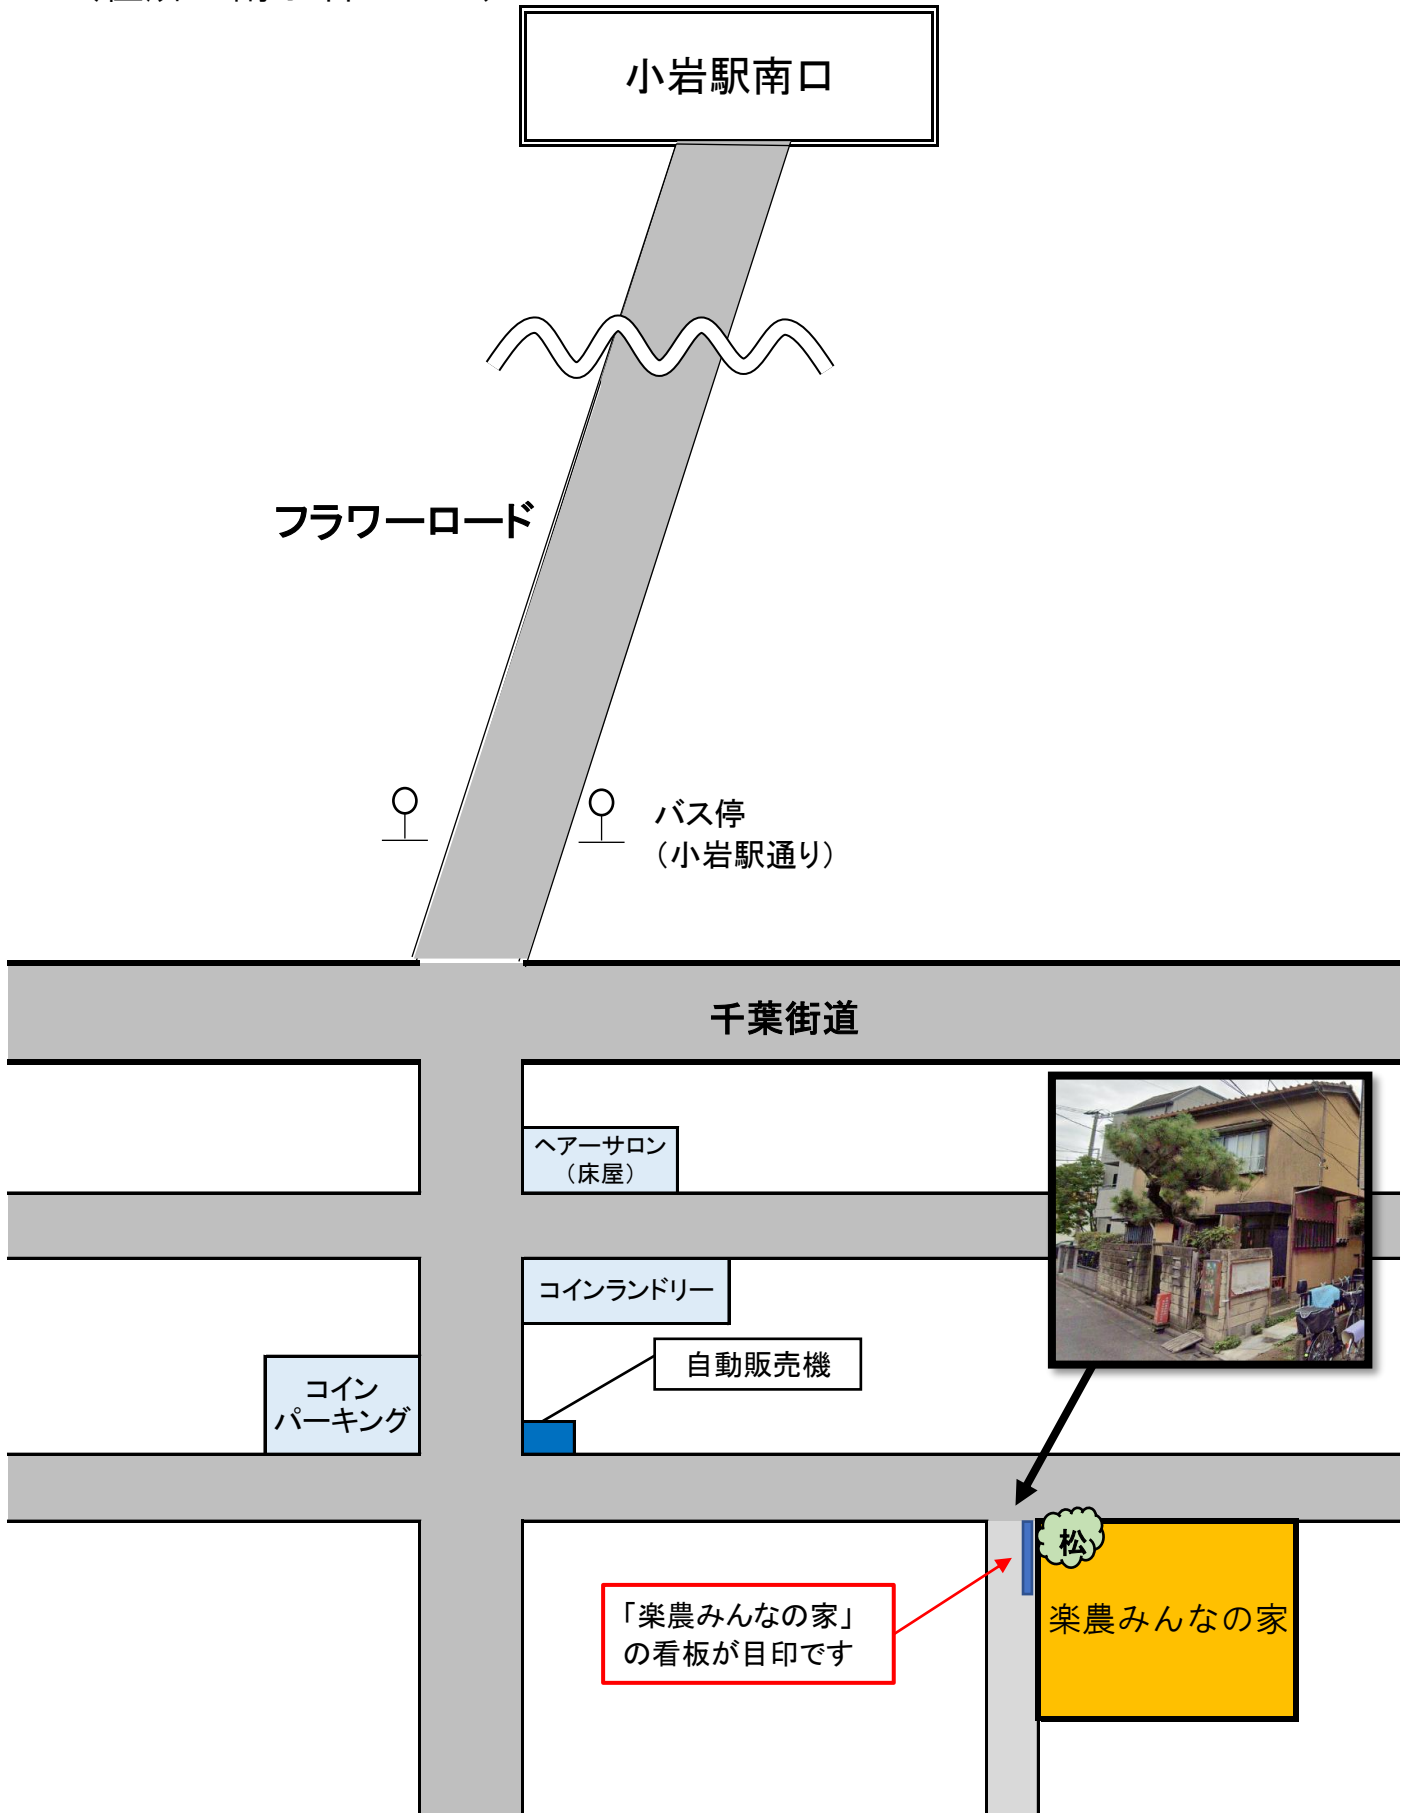 小岩駅南口
フラワーロード
バス停
（小岩駅通り）
千葉街道
ヘアーサロン
（床屋）
コインランドリー
自動販売機
コイン
パーキング
松
「楽農みんなの家」
の看板が目印です
楽農みんなの家